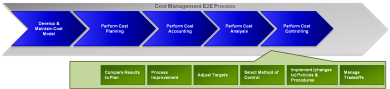 Cost Management E2E Process
Develop &
Maintain Cost
Model
Perform Cost
Planning
Perform Cost
Accounting
Perform Cost
Analysis
Perform Cost
Controlling
Compare Results
to Plan
Process
Improvement
Adjust Targets
Select Method of
Control
Implement (changes
to) Policies &
Procedures
Manage
Tradeoffs